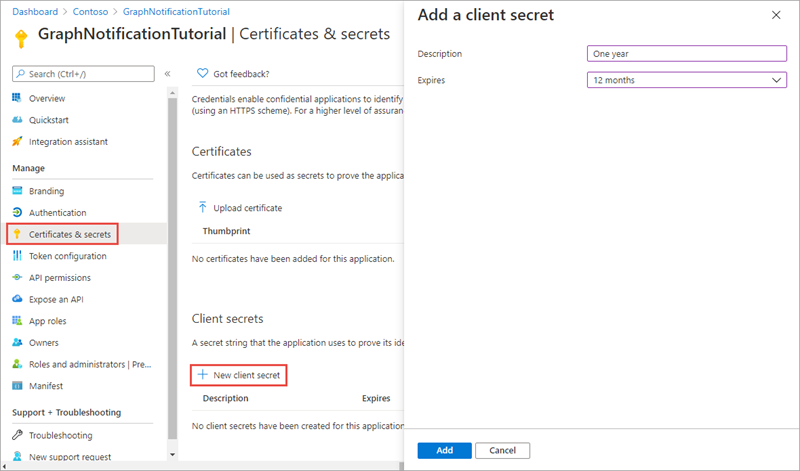 Dashboard > Contoso > GraphNotificationTutorial
GraphNotificationTutorial | Certificates & secrets
Search (Ctrl+/)
Overview
Quickstart
Integration assistant
Manage
Branding
Authentication
Certificates & secrets
Token configuration
API permissions
Expose an API
App roles
Owners
Roles and administrators | Pre...
Manifest
Support + Troubleshooting
Troubleshooting
New support request
Got feedback?
Credentials enable confidential applications to identify
(using an HTTPS scheme). For a higher level of assuran
Certificates
Certificates can be used as secrets to prove the applica
Upload certificate
Thumbprint
No certificates have been added for this application.
Client secrets
A secret string that the application uses to prove its ide
New client secret
Description Expires
No client secrets have been created for this application
Add a client secret
Description One year
Expires 12 months
Add Cancel